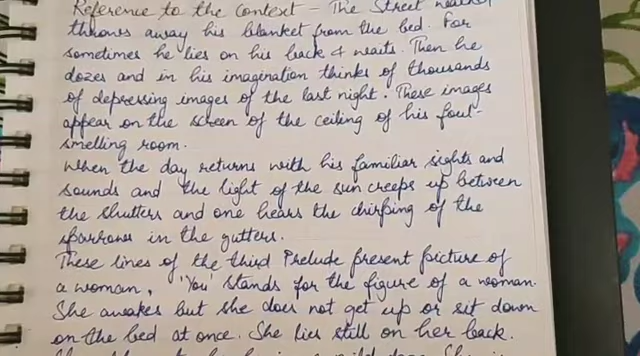 Reference to the Context - The Street
throws away his blanket from the bed. For
sometimes he lies on his back & waits. Then he
dozes and in his imagination thinks of thousands
of depressing images of the last night. These images
appear on the screen of the ceiling of his foul-
smelling room.
When the day returns with his familiar sights and
sounds and the light of the sun creeps up between
the shutters and one hears the chirping of the
sparrows in the gutters.
These lines of the third Prelude present picture of
a woman. 'You' stands for the figure of a woman.
She awakes but she does not get up or sit down
on the bed at once. She lies still on her back.